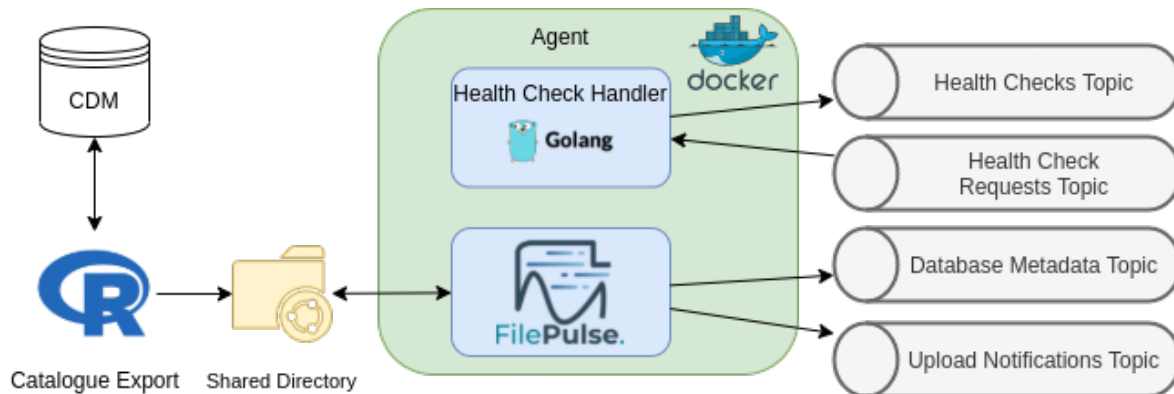 CDM
Catalogue Export
R
Shared Directory
Agent
docker
Health Check Handler
Golang
FilePulse.
Health Checks Topic
Health Check
Requests Topic
Database Metadata Topic
Upload Notifications Topic